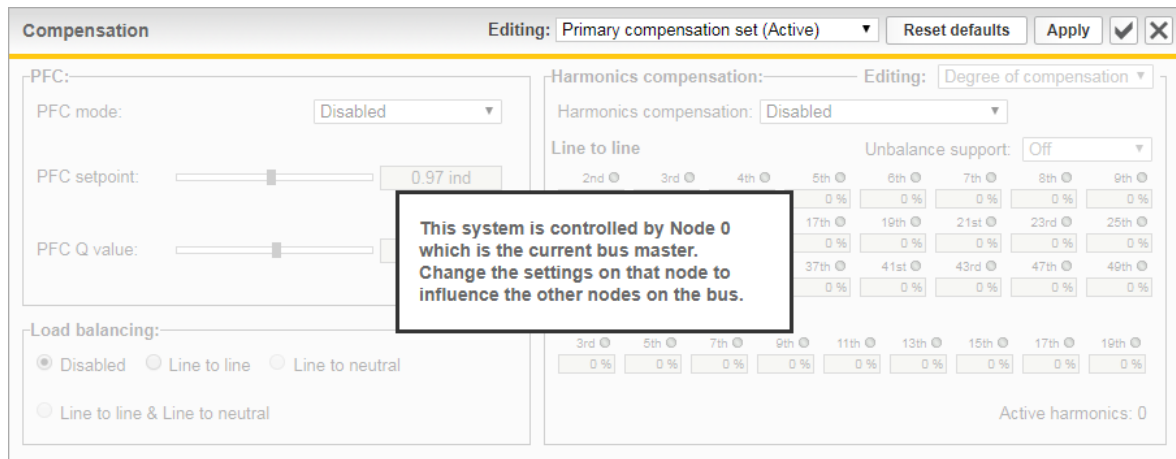 Compensation Editing: Primary compensation set (Active) Reset defaults Apply
PFC:
PFC mode: Disabled
PFC setpoint: 0.97 ind
PFC Q value:
Load balancing:
Disabled Line to line Line to neutral
Line to line & Line to neutral
Harmonics compensation: Editing: Degree of compensation
Harmonics compensation: Disabled
Line to line Unbalance support: Off
2nd 3rd 4th 5th 6th 7th 8th 9th
0 % 0 % 0 % 0 % 0 %
17th 19th 21st 23rd 25th
0 % 0 % 0 % 0 % 0 %
37th 41st 43rd 47th 49th
0 % 0 % 0 % 0 % 0 %
3rd 5th 7th 9th 11th 13th 15th 17th 19th
0 % 0 % 0 % 0 % 0 % 0 % 0 % 0 % 0 %
Active harmonics: 0
This system is controlled by Node 0
which is the current bus master.
Change the settings on that node to
influence the other nodes on the bus.